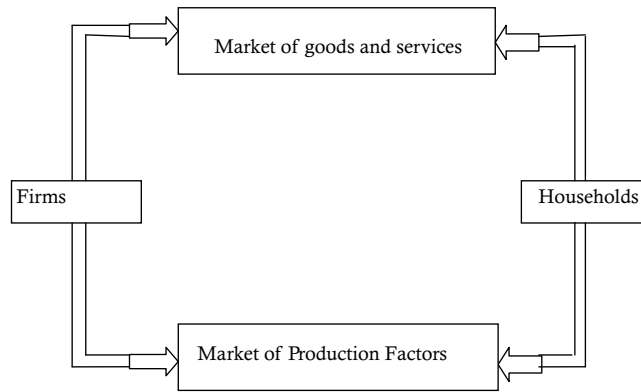 Market of goods and services
Firms
Households
Market of Production Factors